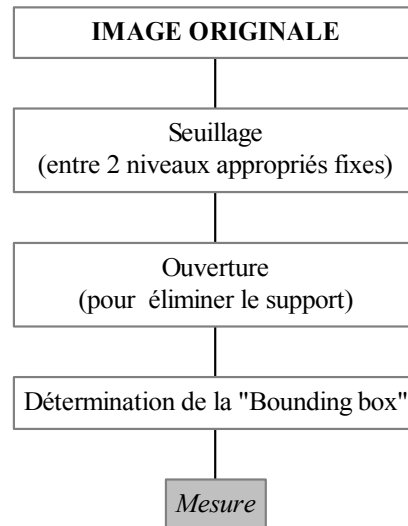 IMAGE ORIGINALE
Seuillage
(entre 2 niveaux appropriés fixes)
Ouverture
(pour éliminer le support)
Détermination de la "Bounding box"
Mesure